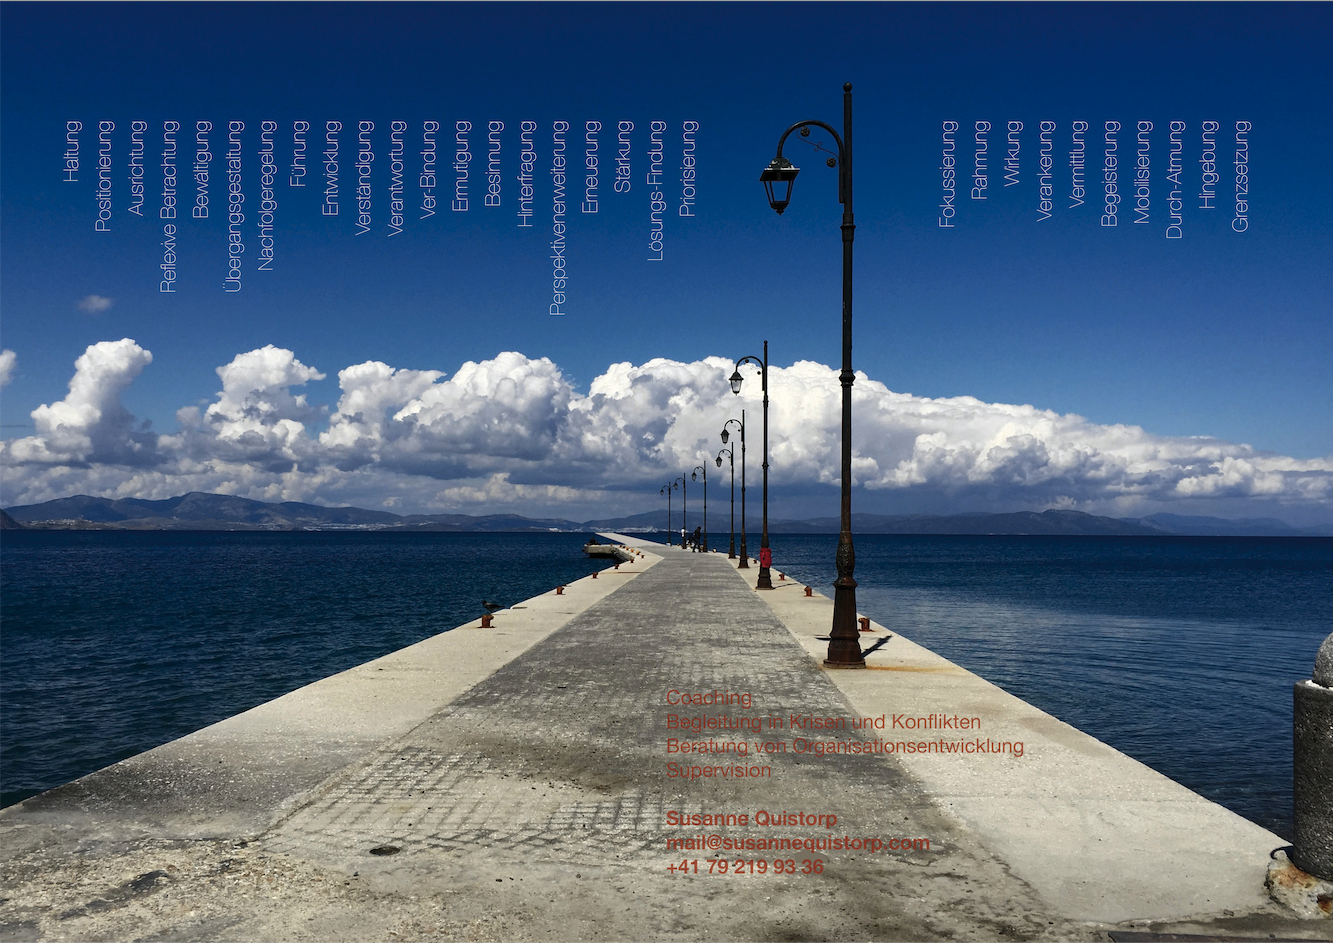 Haltung
Positionierung
Ausrichtung
Reflexive Betrachtung
Bewältigung
Übergangsgestaltung
Nachfolgeregelung
Führung
Entwicklung
Verständigung
Verantwortung
Ver-Bindung
Ermutigung
Besinnung
Hinterfragung
Perspektivenerweiterung
Erneuerung
Stärkung
Lösungs-Findung
Priorisierung
Fokussierung
Rahmung
Wirkung
Verankerung
Vermittlung
Begeisterung
Mobilisierung
Durch-Atmung
Hingebung
Grenzsetzung
Coaching
Begleitung in Krisen und Konflikten
Beratung von Organisationsentwicklung
Supervision
Susanne Quistorp
mail@susannequistorp.com
+41 79 219 93 36